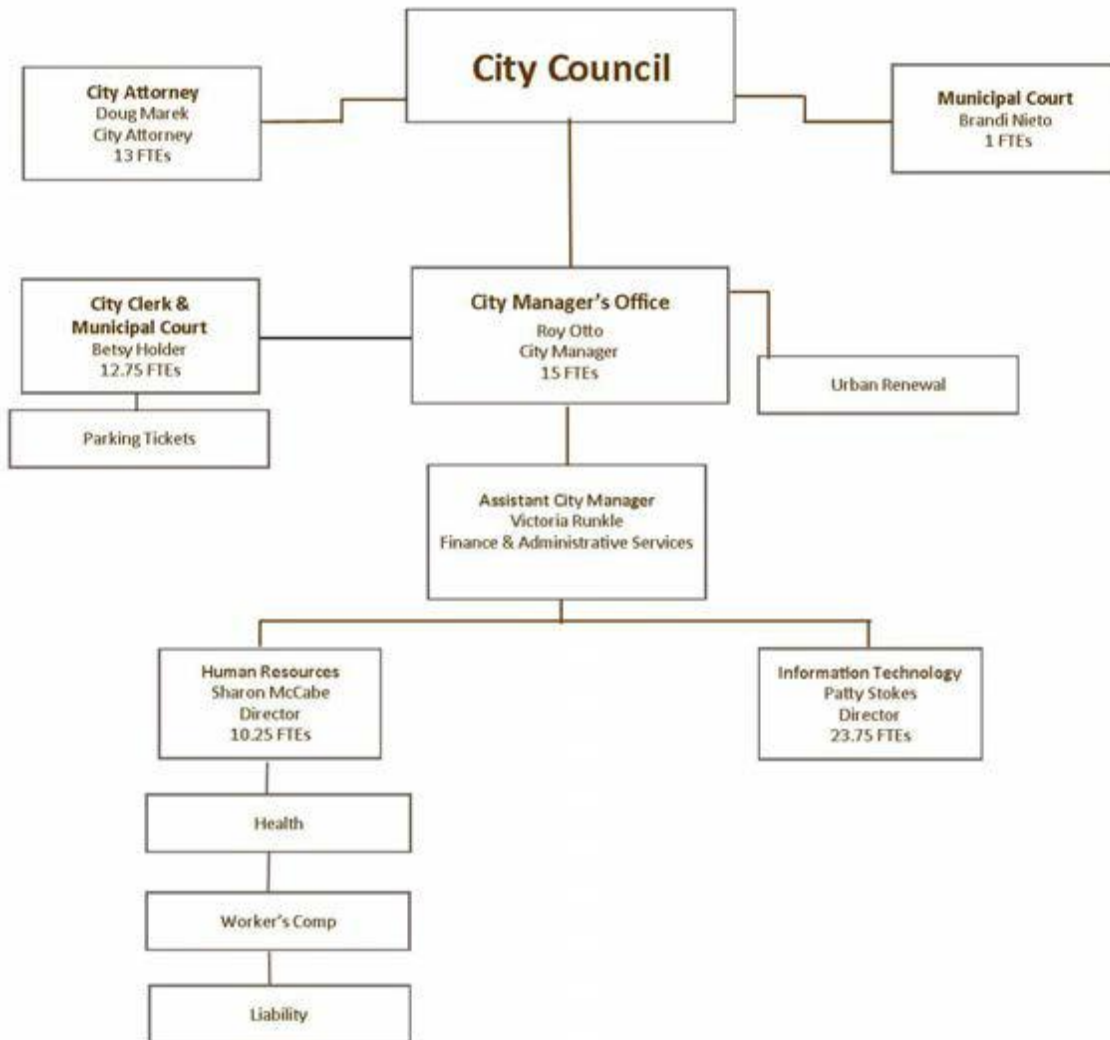 City Council
City Attorney
Doug Marek
City Attorney
13 FTEs
Municipal Court
Brandi Nieto
1 FTEs
City Clerk &
Municipal Court
Betsy Holder
12.75 FTEs
Parking Tickets
City Manager's Office
Roy Otto
City Manager
15 FTEs
Urban Renewal
Assistant City Manager
Victoria Runkle
Finance & Administrative Services
Human Resources
Sharon McCabe
Director
10.25 FTEs
Information Technology
Patty Stokes
Director
23.75 FTEs
Health
Worker's Comp
Liability